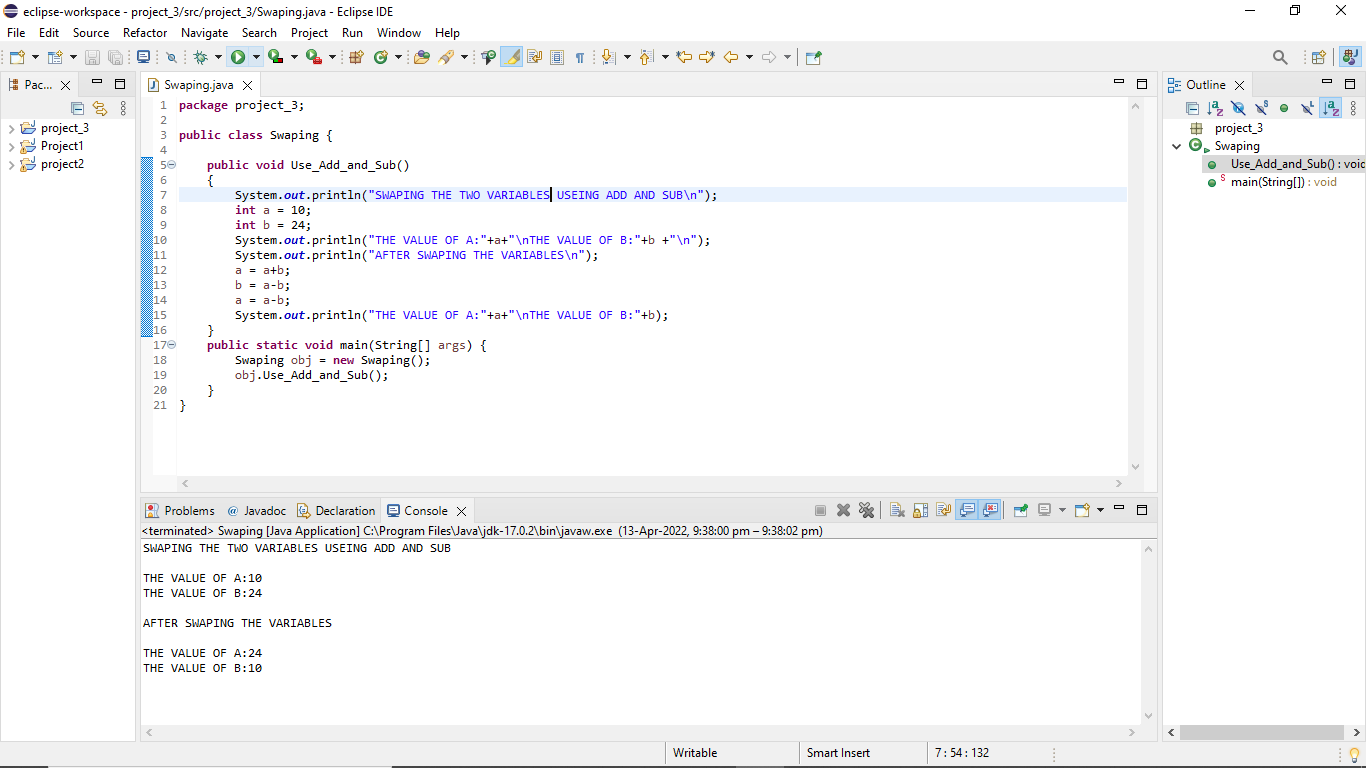 eclipse-workspace - project_3/src/project_3/Swaping.java - Eclipse IDE
File Edit Source Refactor Navigate Search Project Run Window Help
Pac...
project_3
Project1
project2
Swaping.java
1 package project_3;
2
3 public class Swaping {
4
5 public void Use_Add_and_Sub()
6 {
7 System.out.println("SWAPING THE TWO VARIABLES USEING ADD AND SUB\n");
8 int a = 10;
9 int b = 24;
10 System.out.println("THE VALUE OF A:"+a+"\nTHE VALUE OF B:"+b +"\n");
11 System.out.println("AFTER SWAPING THE VARIABLES\n");
12 a = a+b;
13 b = a-b;
14 a = a-b;
15 System.out.println("THE VALUE OF A:"+a+"\nTHE VALUE OF B:"+b);
16 }
17 public static void main(String[] args) {
18 Swaping obj = new Swaping();
19 obj.Use_Add_and_Sub();
20 }
21 }
Outline
project_3
Swaping
Use_Add_and_Sub() : voic
main(String[]) : void
Problems @ Javadoc Declaration Console
<terminated> Swaping [Java Application] C:\Program Files\Java\jdk-17.0.2\bin\javaw.exe (13-Apr-2022, 9:38:00 pm – 9:38:02 pm)
SWAPING THE TWO VARIABLES USEING ADD AND SUB
THE VALUE OF A:10
THE VALUE OF B:24
AFTER SWAPING THE VARIABLES
THE VALUE OF A:24
THE VALUE OF B:10
Writable Smart Insert 7 : 54 : 132